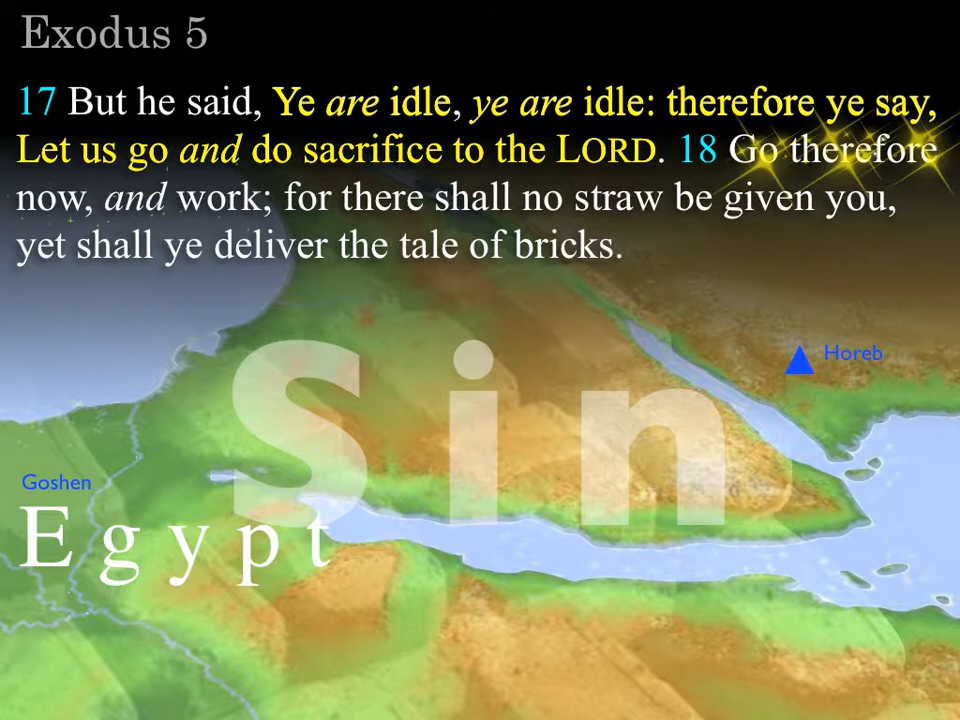 Exodus 5
17 But he said, Ye are idle, ye are idle: therefore ye say,
Let us go and do sacrifice to the LORD. 18 Go therefore
now, and work; for there shall no straw be given you,
yet shall ye deliver the tale of bricks.
Horeb
Sin
Goshen
Egypt